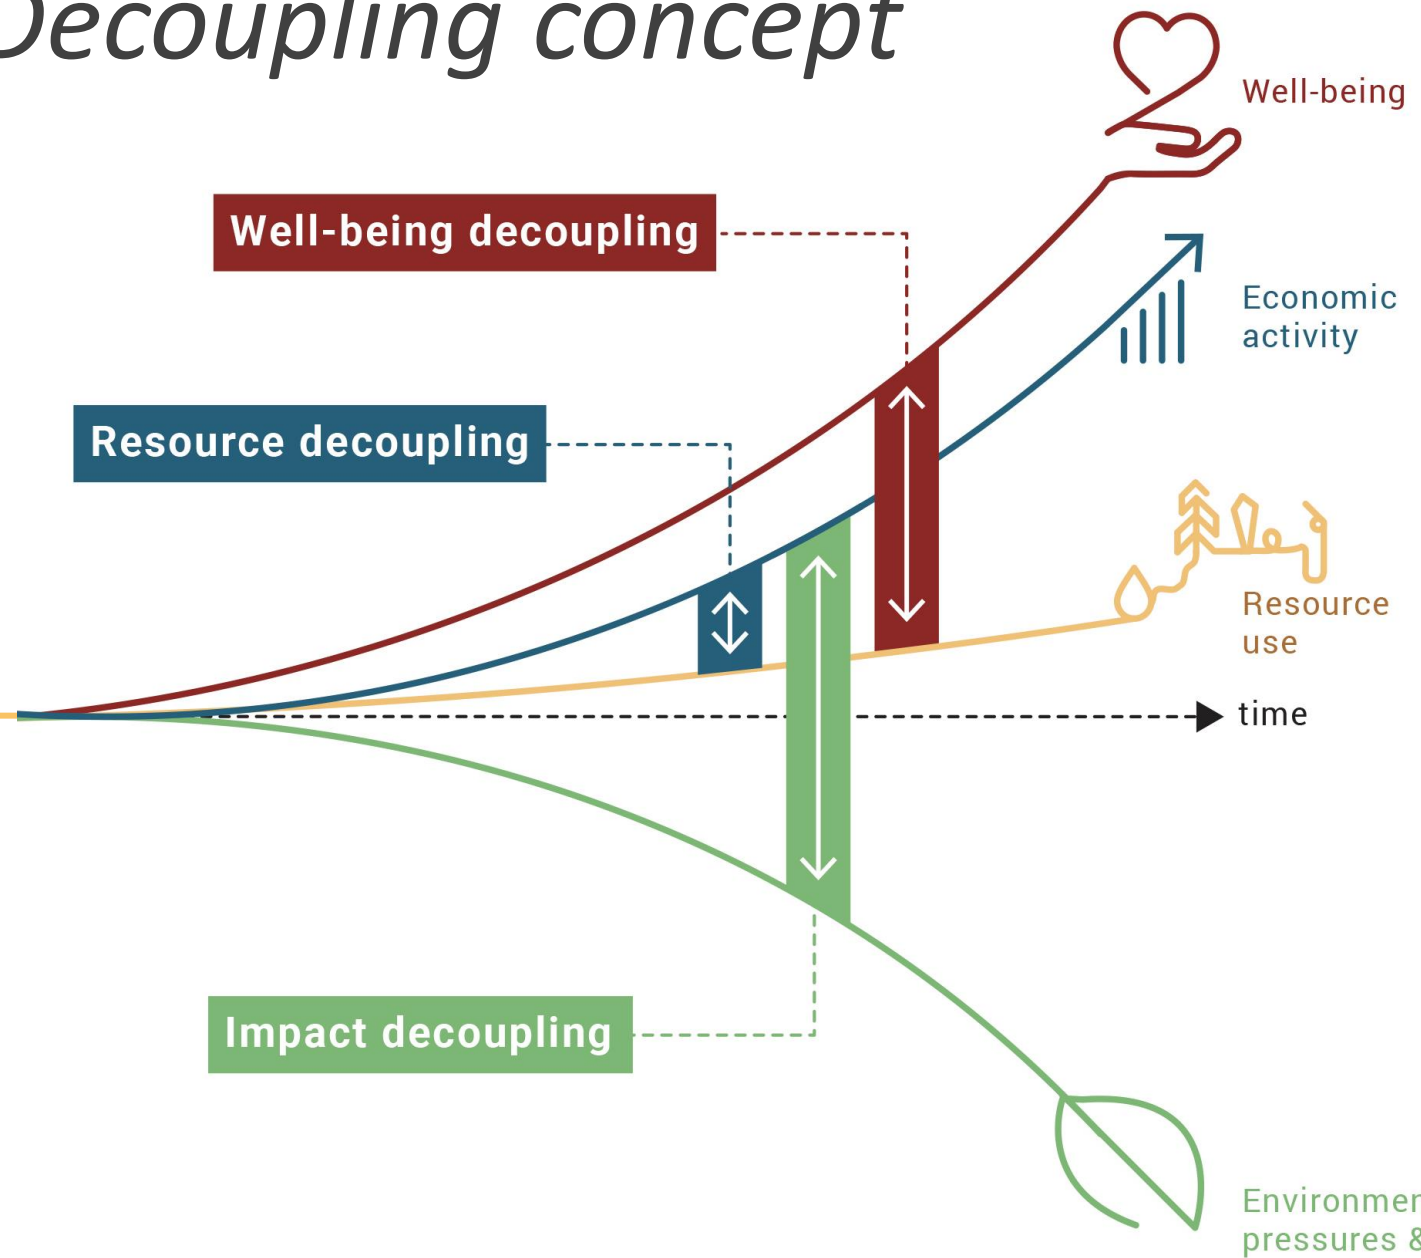 Decoupling concept
Well-being
Well-being decoupling
Economic
activity
Resource decoupling
Resource
use
time
Impact decoupling
pressures &